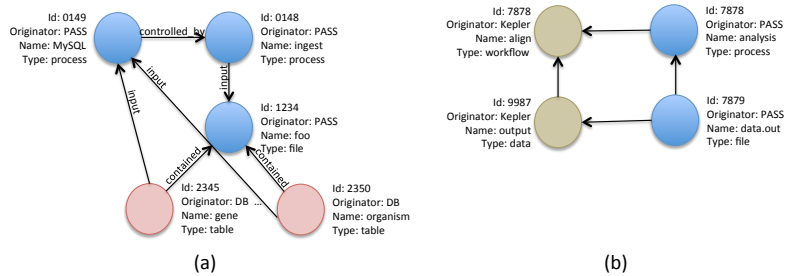 Id: 0149
Originator: PASS
Name: MySQL
Type: process
controlled_by
Id: 0148
Originator: PASS
Name: ingest
Type: process
input
input
input
Id: 1234
Originator: PASS
Name: foo
Type: file
contained
contained
Id: 2345
Originator: DB ...
Name: gene
Type: table
Id: 2350
Originator: DB
Name: organism
Type: table
(a)
Id: 7878
Originator: Kepler
Name: align
Type: workflow
Id: 7878
Originator: PASS
Name: analysis
Type: process
Id: 9987
Originator: Kepler
Name: output
Type: data
Id: 7879
Originator: PASS
Name: data.out
Type: file
(b)